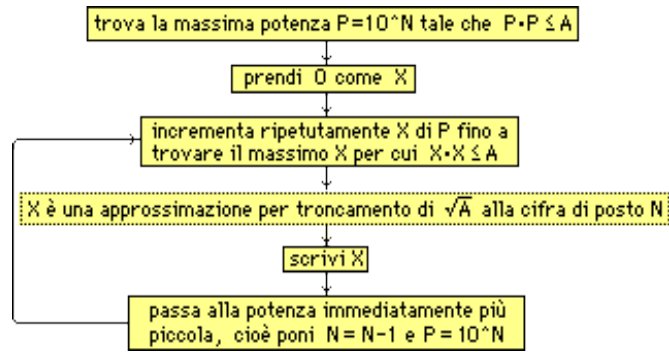 trova la massima potenza P=10^N tale che P·P ≤ A
prendi 0 come X
incrementa ripetutamente X di P fino a
trovare il massimo X per cui X·X ≤ A
X è una approssimazione per troncamento di √A alla cifra di posto N
scrivi X
passa alla potenza immediatamente più
piccola, cioè poni N = N-1 e P = 10^N